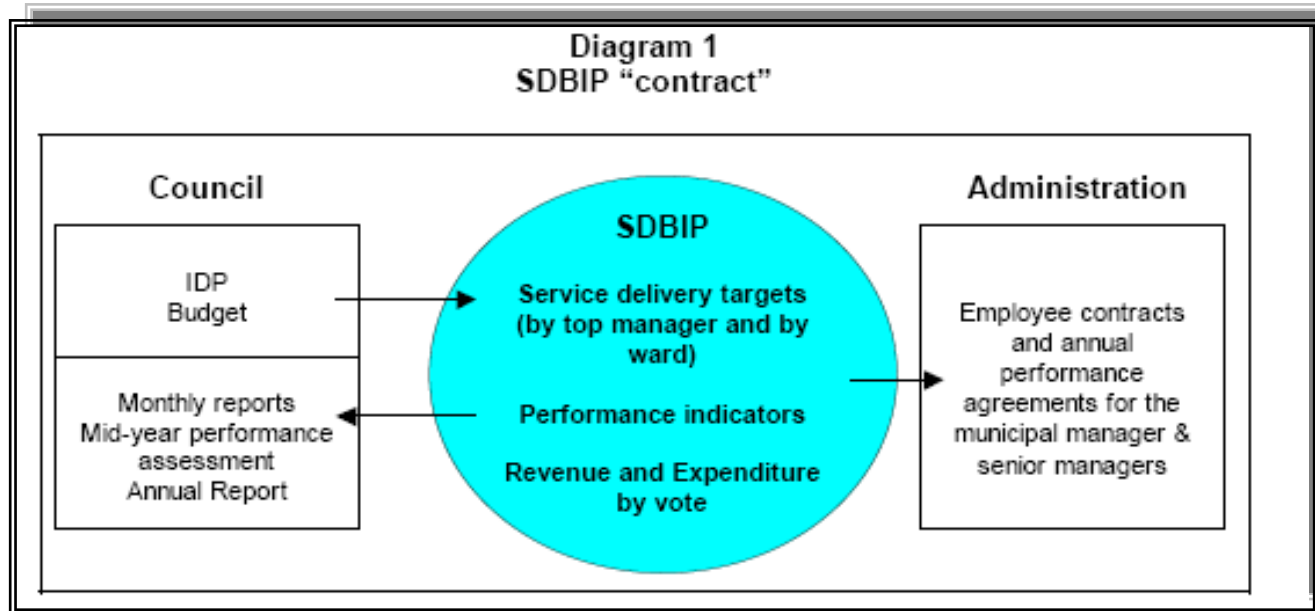 Diagram 1
SDBIP “contract”
Council
IDP
Budget
Monthly reports
Mid-year performance
assessment
Annual Report
SDBIP
Service delivery targets
(by top manager and by
ward)
Performance indicators
Revenue and Expenditure
by vote
Administration
Employee contracts
and annual
performance
agreements for the
municipal manager &
senior managers